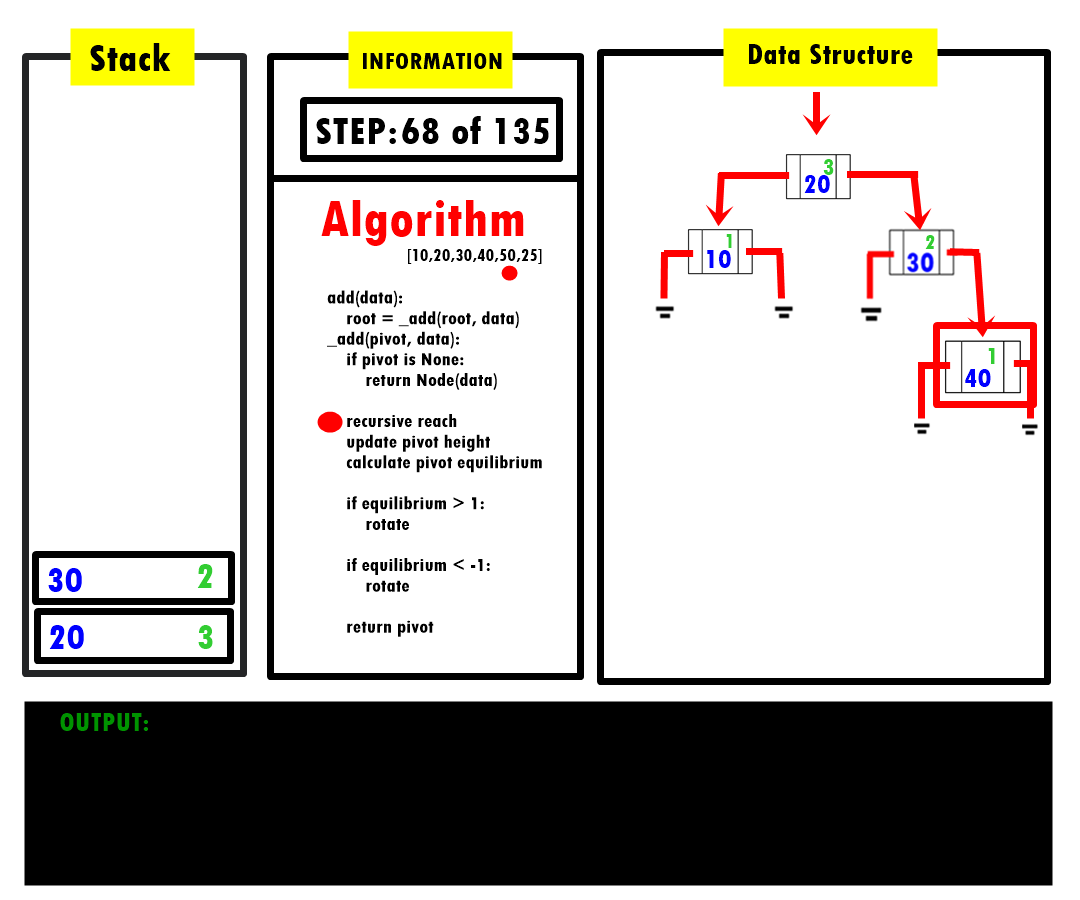 Stack
30 2
20 3
INFORMATION
STEP:68 of 135
Algorithm
[10,20,30,40,50,25]
add(data):
root = _add(root, data)
_add(pivot, data):
if pivot is None:
return Node(data)
recursive reach
update pivot height
calculate pivot equilibrium
if equilibrium > 1:
rotate
if equilibrium < -1:
rotate
return pivot
Data Structure
3
20
1
10
2
30
1
40
OUTPUT: